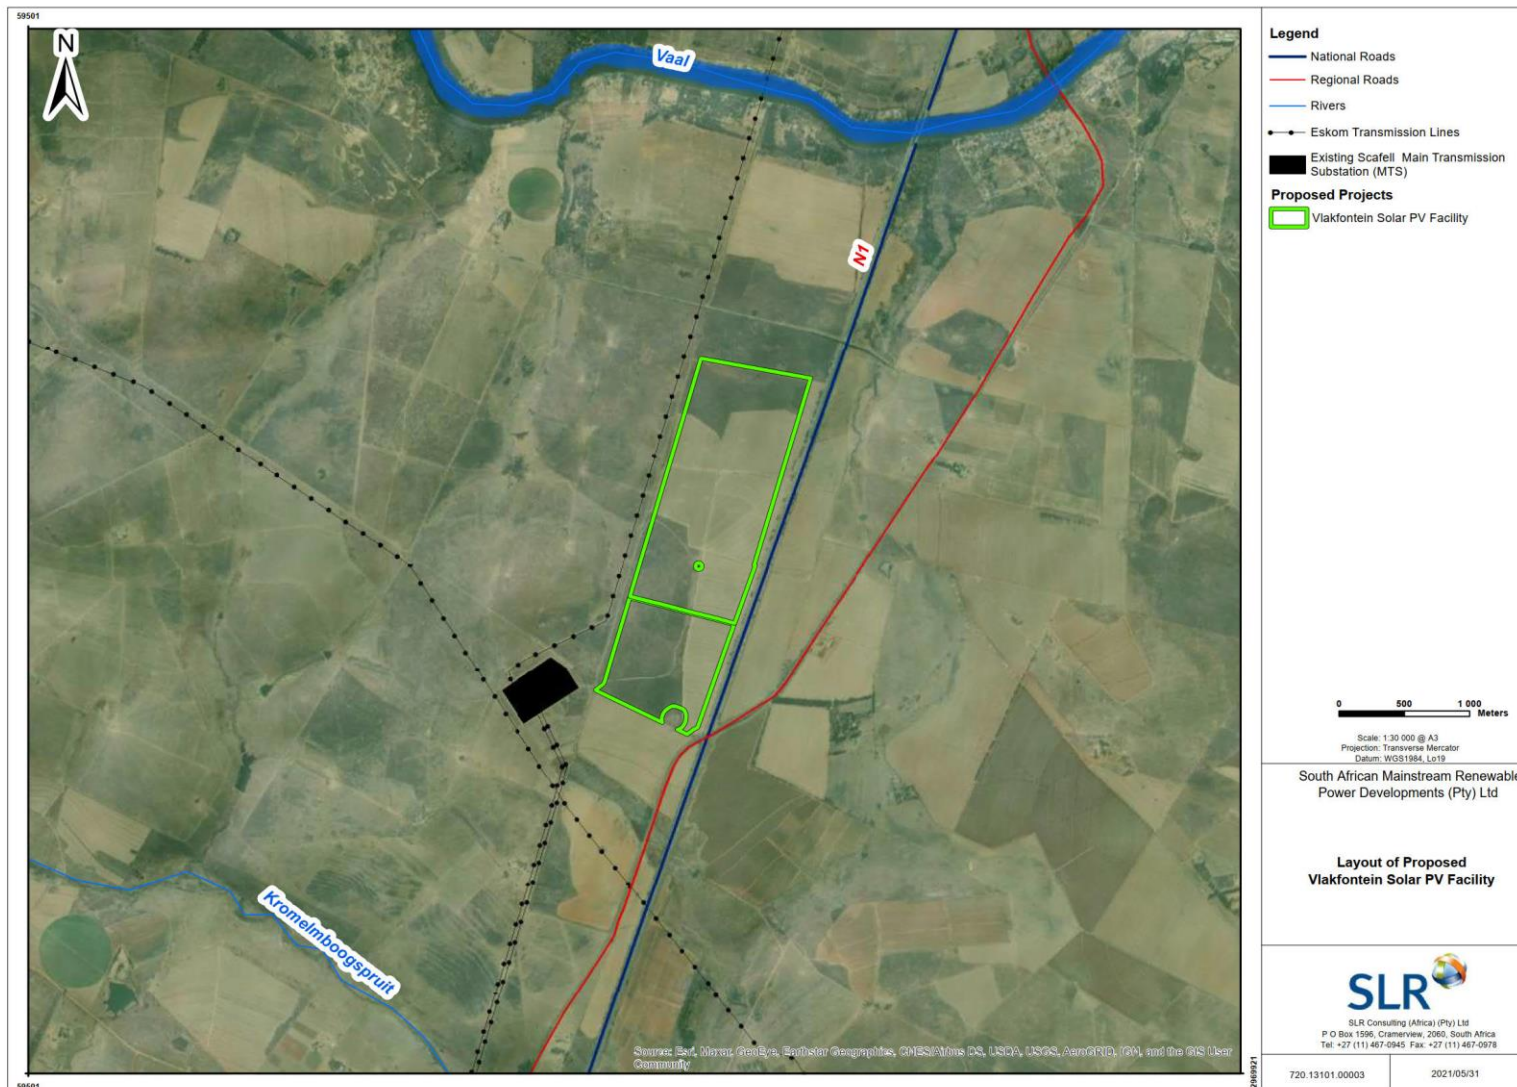 59501
N
Vaal
N1
Kromelmboogspruit
Source: Esri, Maxar, GeoEye, Earthstar Geographics, CNES/Airbus DS, USDA, USGS, AeroGRID, IGN, and the GIS User
Community
59501
2969921
Legend
National Roads
Regional Roads
Rivers
Eskom Transmission Lines
Existing Scafell Main Transmission
Substation (MTS)
Proposed Projects
Vlakfontein Solar PV Facility
0 500 1 000
Meters
Scale: 1:30 000 @ A3
Projection: Transverse Mercator
Datum: WGS1984, Lo19
South African Mainstream Renewable
Power Developments (Pty) Ltd
Layout of Proposed
Vlakfontein Solar PV Facility
SLR
SLR Consulting (Africa) (Pty) Ltd
P O Box 1596, Cramerview, 2060, South Africa
Tel: +27 (11) 467-0945 Fax: +27 (11) 467-0978
720.13101.00003
2021/05/31